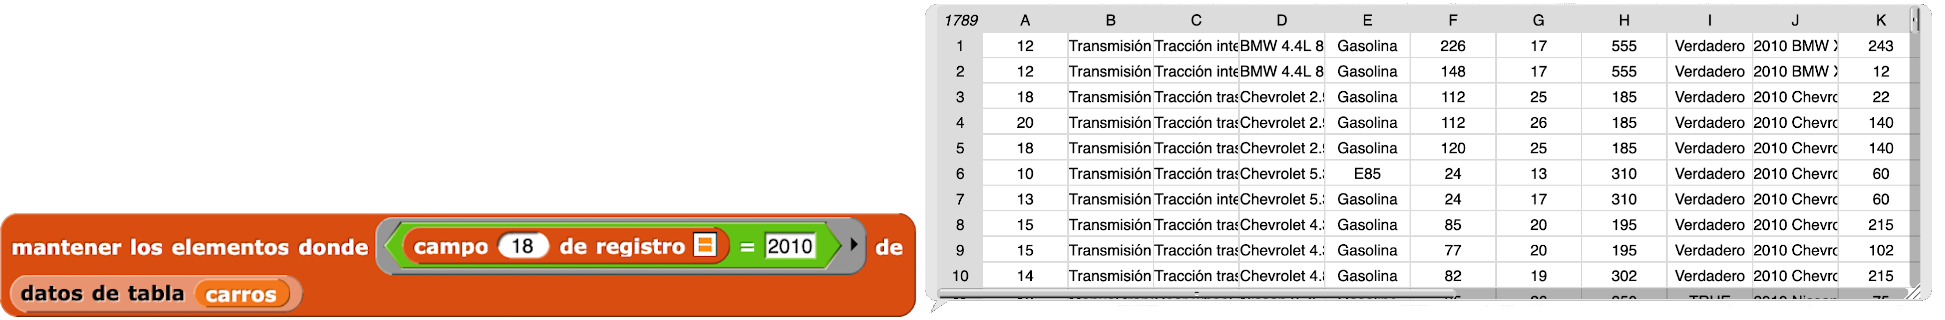 mantener los elementos donde campo 18 de registro = 2010 de
datos de tabla carros
1789 A B C D E F G H I J K
1 12 Transmisión Tracción inte BMW 4.4L 8 Gasolina 226 17 555 Verdadero 2010 BMW X 243
2 12 Transmisión Tracción inte BMW 4.4L 8 Gasolina 148 17 555 Verdadero 2010 BMW X 12
3 18 Transmisión Tracción tras Chevrolet 2.9 Gasolina 112 25 185 Verdadero 2010 Chevro 22
4 20 Transmisión Tracción tras Chevrolet 2.9 Gasolina 112 26 185 Verdadero 2010 Chevro 140
5 18 Transmisión Tracción tras Chevrolet 2.9 Gasolina 120 25 185 Verdadero 2010 Chevro 140
6 10 Transmisión Tracción tras Chevrolet 5.3 E85 24 13 310 Verdadero 2010 Chevro 60
7 13 Transmisión Tracción inte Chevrolet 5.3 Gasolina 24 17 310 Verdadero 2010 Chevro 60
8 15 Transmisión Tracción tras Chevrolet 4.3 Gasolina 85 20 195 Verdadero 2010 Chevro 215
9 15 Transmisión Tracción tras Chevrolet 4.3 Gasolina 77 20 195 Verdadero 2010 Chevro 102
10 14 Transmisión Tracción tras Chevrolet 4.8 Gasolina 82 19 302 Verdadero 2010 Chevro 215